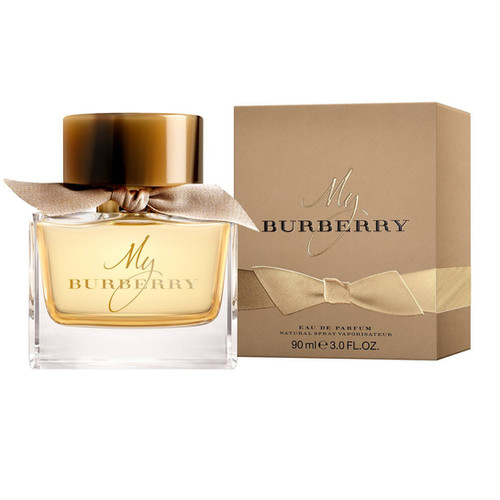 My
BURBERRY
My
BURBERRY
EAU DE PARFUM
NATURAL SPRAY VAPORISATEUR
90 ml ℮ 3.0 FL.OZ.